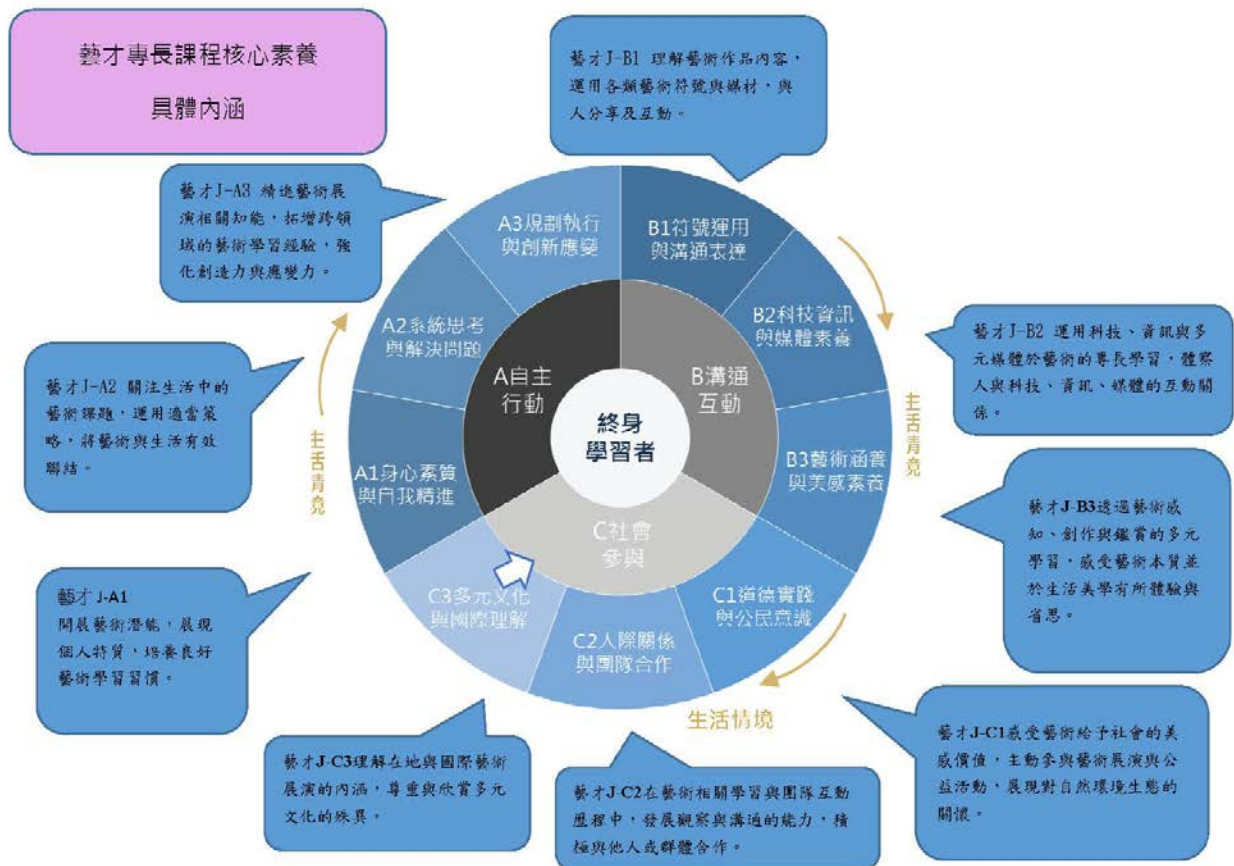 藝才專長課程核心素養
具體內涵
藝才J-B1 理解藝術作品內容，
運用各類藝術符號與媒材，與
人分享及互動。
藝才J-A3 精進藝術展
演相關知能，拓增跨領
域的藝術學習經驗，強
化創造力與應變力。
A3規劃執行
與創新應變
B1符號運用
與溝通表達
A2系統思考
與解決問題
B2科技資訊
與媒體素養
藝才J-B2 運用科技、資訊與多
元媒體於藝術的專長學習，體察
人與科技、資訊、媒體的互動關
係。
藝才J-A2 關注生活中的
藝術課題，運用適當策
略，將藝術與生活有效
聯結。
A自主
行動
B溝通
互動
終身
學習者
生活情境
生活情境
A1身心素質
與自我精進
B3藝術涵養
與美感素養
藝才J-B3透過藝術感
知、創作與鑑賞的多元
學習，感受藝術本質並
於生活美學有所體驗與
省思。
C社會
參與
藝才 J-A1
開展藝術潛能，展現
個人特質，培養良好
藝術學習習慣。
C3多元文化
與國際理解
C1道德實踐
與公民意識
C2人際關係
與團隊合作
生活情境
藝才J-C3理解在地與國際藝術
展演的內涵，尊重與欣賞多元
文化的殊異。
藝才J-C2在藝術相關學習與團隊互動
歷程中，發展觀察與溝通的能力，積
極與他人或群體合作。
藝才J-C1感受藝術給予社會的美
感價值，主動參與藝術展演與公
益活動，展現對自然環境生態的
關懷。